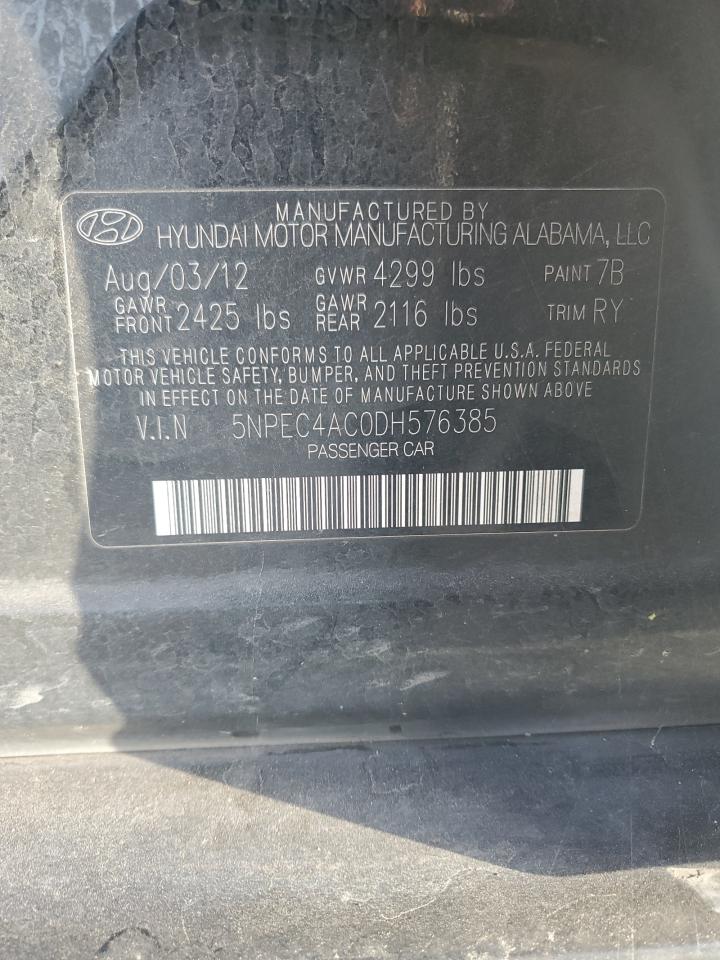 MANUFACTURED BY
HYUNDAI MOTOR MANUFACTURING ALABAMA, LLC
Aug/03/12 GVWR 4299 lbs PAINT 7B
GAWR FRONT 2425 lbs GAWR REAR 2116 lbs TRIM RY
THIS VEHICLE CONFORMS TO ALL APPLICABLE U.S.A. FEDERAL
MOTOR VEHICLE SAFETY, BUMPER, AND THEFT PREVENTION STANDARDS
IN EFFECT ON THE DATE OF MANUFACTURE SHOWN ABOVE
V.I.N 5NPEC4AC0DH576385
PASSENGER CAR